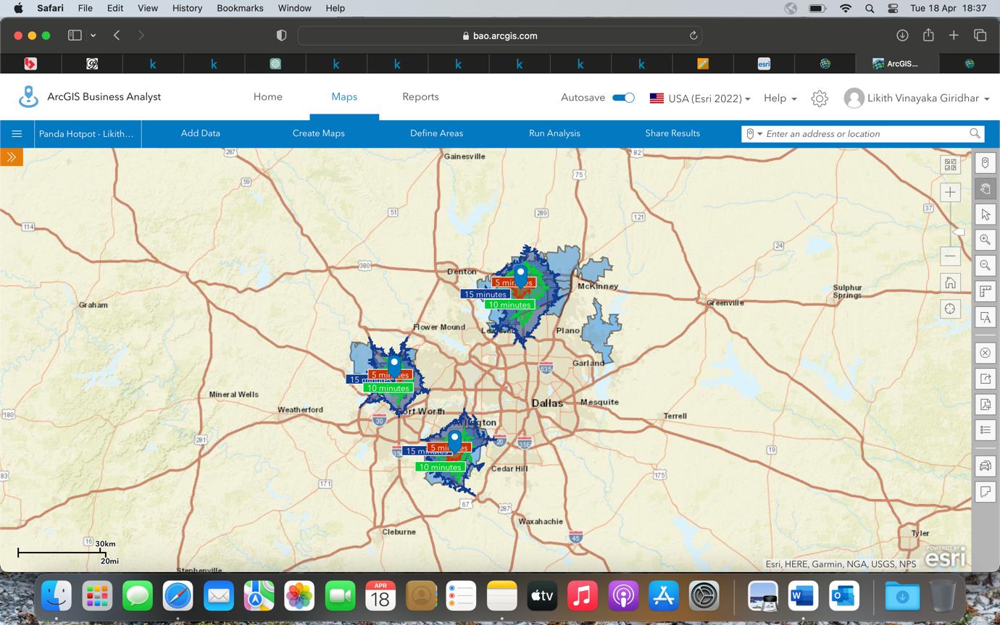 Safari File Edit View History Bookmarks Window Help Tue 18 Apr 18:37
bao.arcgis.com
k k k k k k k k esri ArcGIS...
ArcGIS Business Analyst Home Maps Reports Autosave USA (Esri 2022) Help Likith Vinayaka Giridhar
Panda Hotpot - Likith... Add Data Create Maps Define Areas Run Analysis Share Results Enter an address or location
287
Gainesville
82
75
59
51
289
121
37
114
24
380
Denton
5 minutes
McKinney
15 minutes
10 minutes
Sulphur
Springs
Graham
Greenville
Flower Mound
Plano
Garland
635
5 minutes
15 minutes
10 minutes
Mineral Wells
Dallas
Mesquite
Weatherford
180
30
Terrell
281
20
35E
5 minutes
15 minutes
19
10 minutes
Cedar Hill
171
175
67
287
Waxahachie
Cleburne
45
Tyler
16
30km
20mi
Stephenville
Esri, HERE, Garmin, NGA, USGS, NPS
POWERED BY
esri
APR
18
tv
W
O